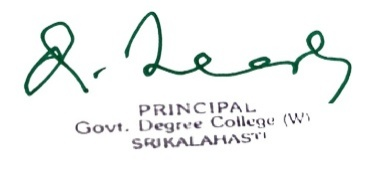 PRINCIPAL
Govt. Degree College (W)
SRIKALAHASTI